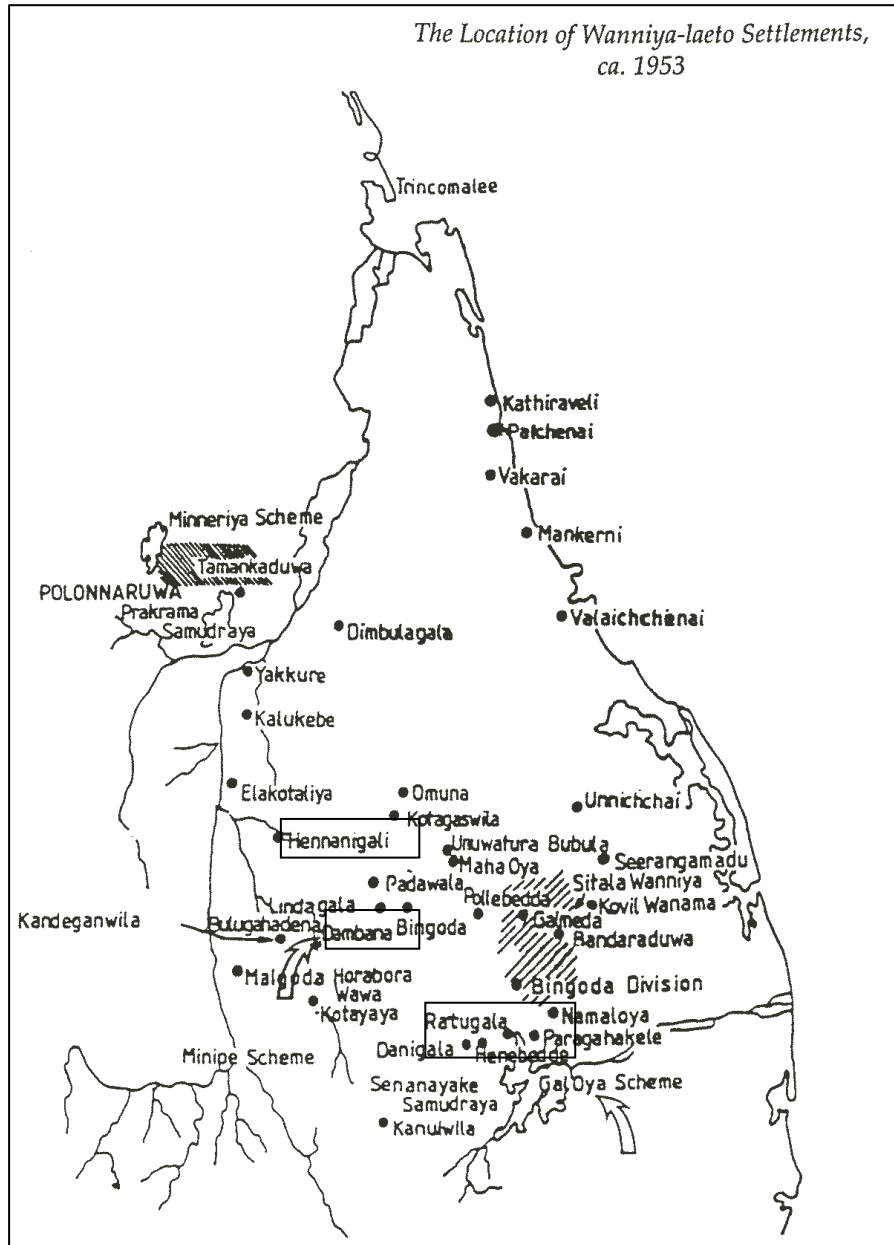 The Location of Wanniya-laeto Settlements,
ca. 1953
Trincomalee
Kathiraveli
Palchenai
Vakarai
Mankerni
Minneriya Scheme
Tamankaduwa
POLONNARUWA
Prakrama
Samudraya
Valaichchenai
Dimbulagala
Yakkure
Kalukebe
Elakotaliya
Omuna
Unnichchai
Kotagaswila
Hennanigali
Unuwatura Bubula
Maha Oya
Seerangamadu
Padawala
Sitala Wanniya
Pollebedda
Lindagala
Kovil Wanama
Kandeganwila
Bulugahadena
Dambana
Bingoda
Galmeda
Bandaraduwa
Malgoda
Horabora
Wawa
Kotayaya
Bingoda Division
Namaloya
Ratugala
Paragahakele
Danigala
Henebedde
Minipe Scheme
Senanayake
Samudraya
Gal Oya Scheme
Kanulwila